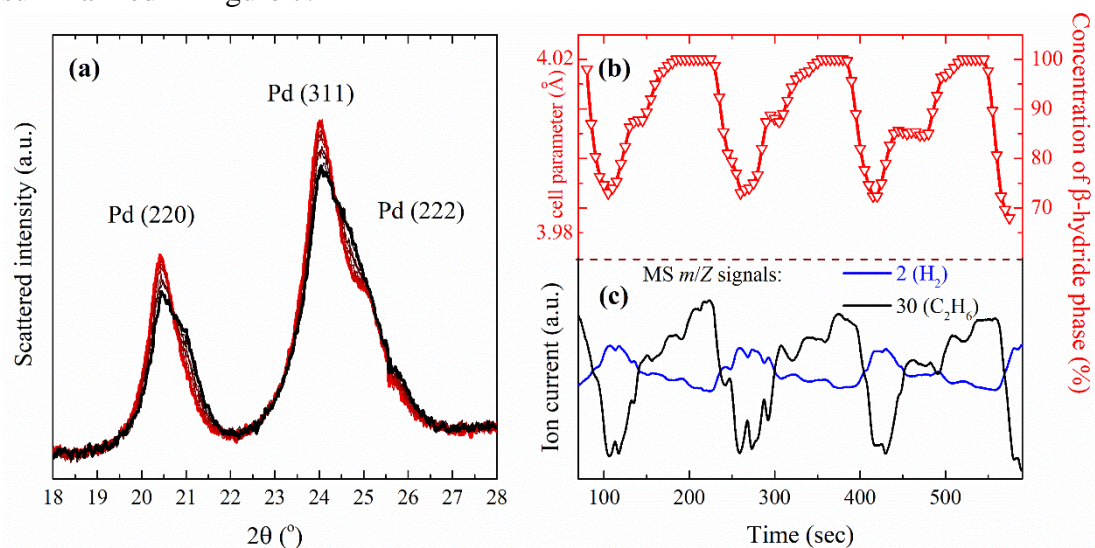 (a)
Pd (311)
Pd (220)
Pd (222)
Scattered intensity (a.u.)
18 19 20 21 22 23 24 25 26 27 28
2θ (°)
(b)
4.02
3.98
cell parameter (Å)
100
90
80
70
Concentration of β-hydride phase (%)
(c)
MS m/Z signals:
2 (H₂)
30 (C₂H₆)
Ion current (a.u.)
100 200 300 400 500
Time (sec)